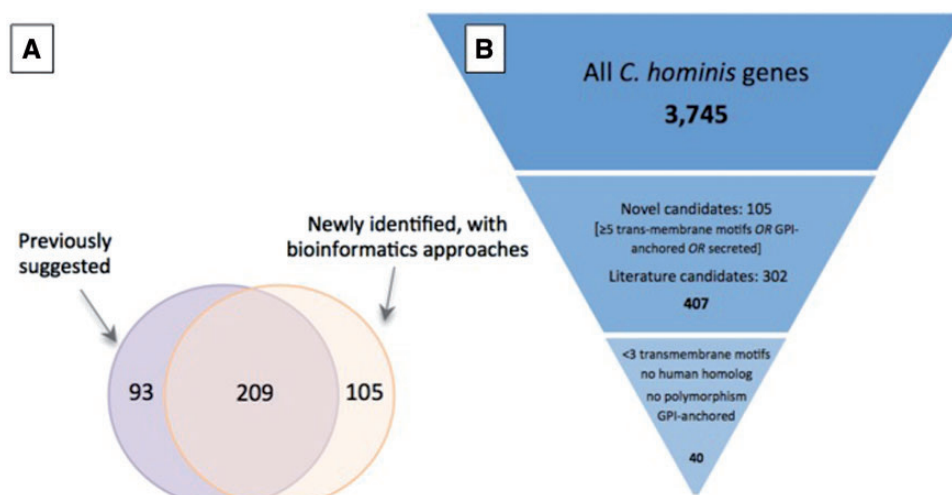 A
Previously
suggested
Newly identified, with
bioinformatics approaches
93
209
105
B
All C. hominis genes
3,745
Novel candidates: 105
[≥5 trans-membrane motifs OR GPI-
anchored OR secreted]
Literature candidates: 302
407
<3 transmembrane motifs
no human homolog
no polymorphism
GPI-anchored
40